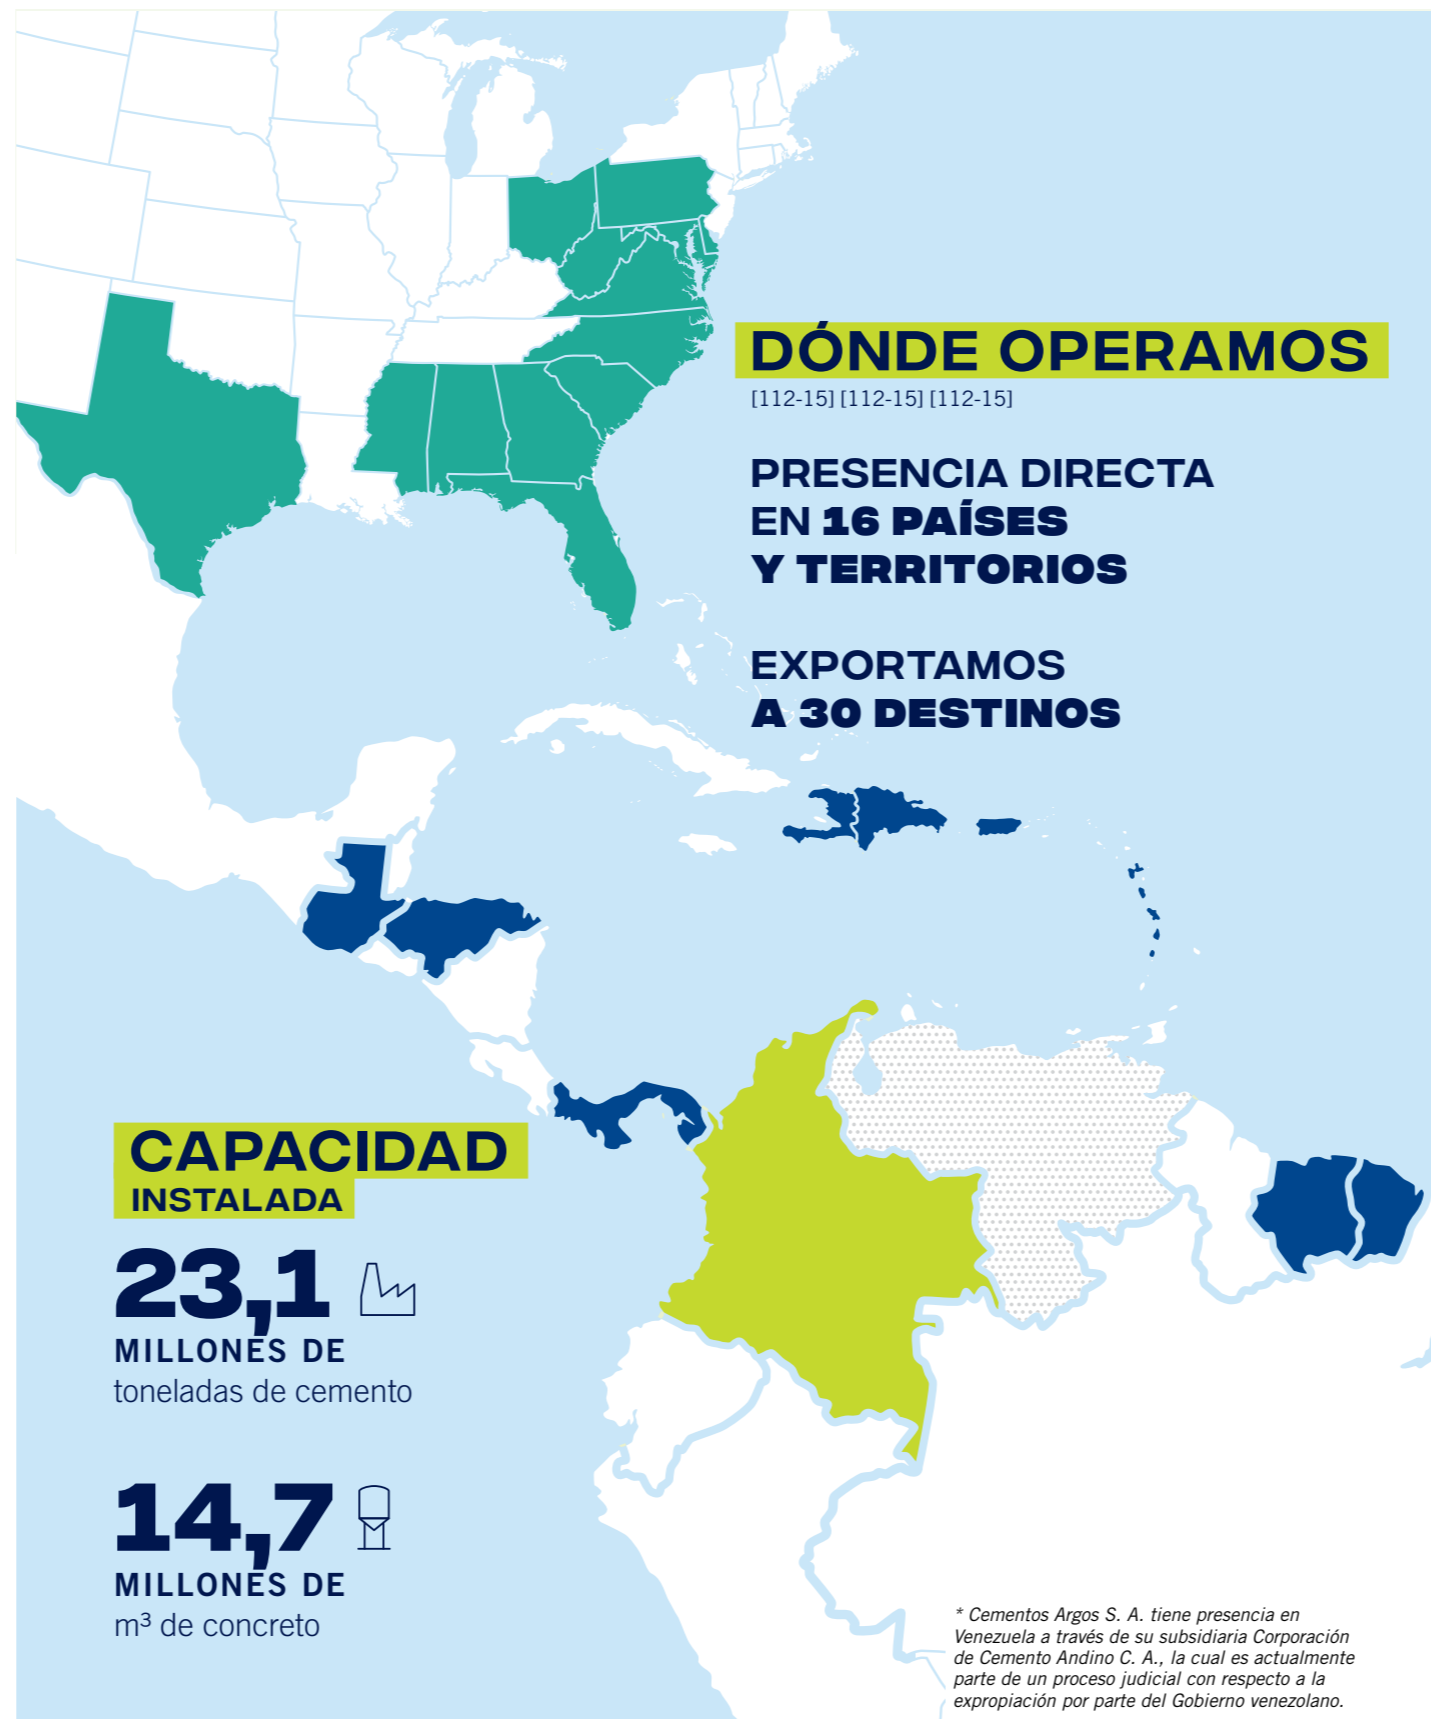 DÓNDE OPERAMOS
[112-15] [112-15] [112-15]
PRESENCIA DIRECTA
EN 16 PAÍSES
Y TERRITORIOS
EXPORTAMOS
A 30 DESTINOS
CAPACIDAD
INSTALADA
23,1
MILLONES DE
toneladas de cemento
14,7
MILLONES DE
m³ de concreto
* Cementos Argos S. A. tiene presencia en
Venezuela a través de su subsidiaria Corporación
de Cemento Andino C. A., la cual es actualmente
parte de un proceso judicial con respecto a la
expropiación por parte del Gobierno venezolano.